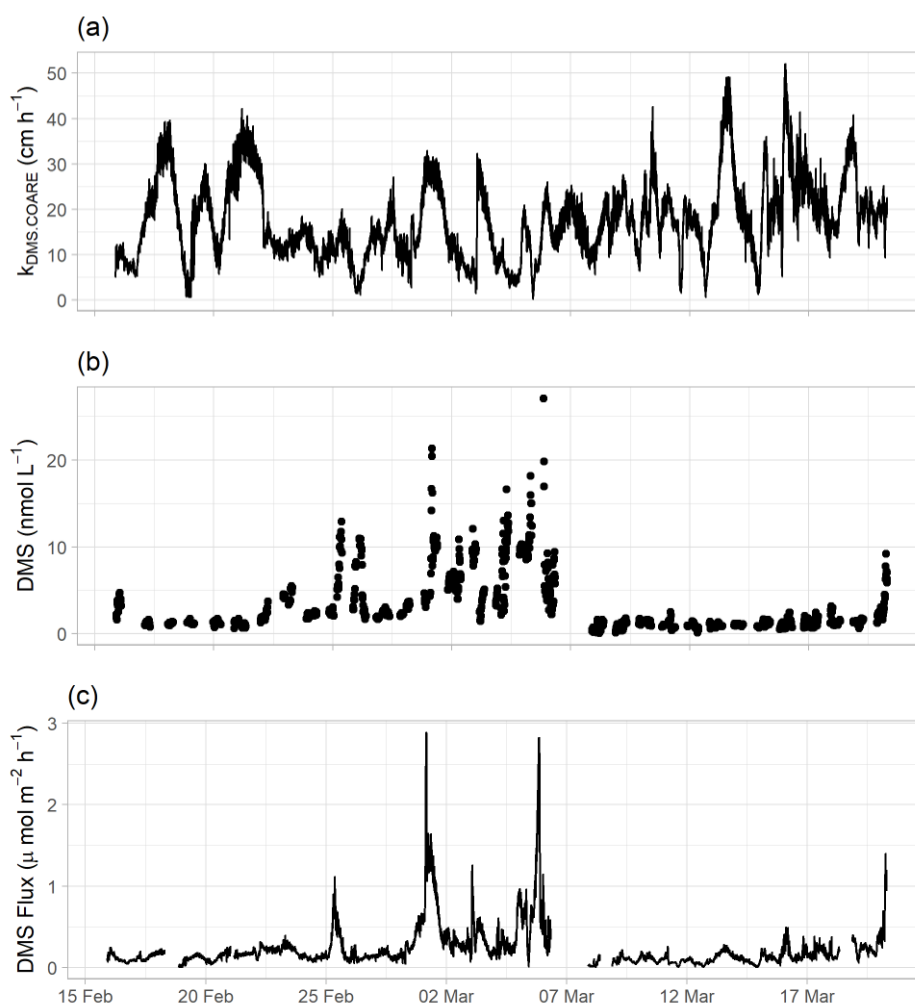 (a)
50
40
30
20
10
0
kDMS.COARE (cm h−1)
(b)
20
10
0
DMS (nmol L−1)
(c)
3
2
1
0
DMS Flux (μ mol m−2 h−1)
15 Feb 20 Feb 25 Feb 02 Mar 07 Mar 12 Mar 17 Mar